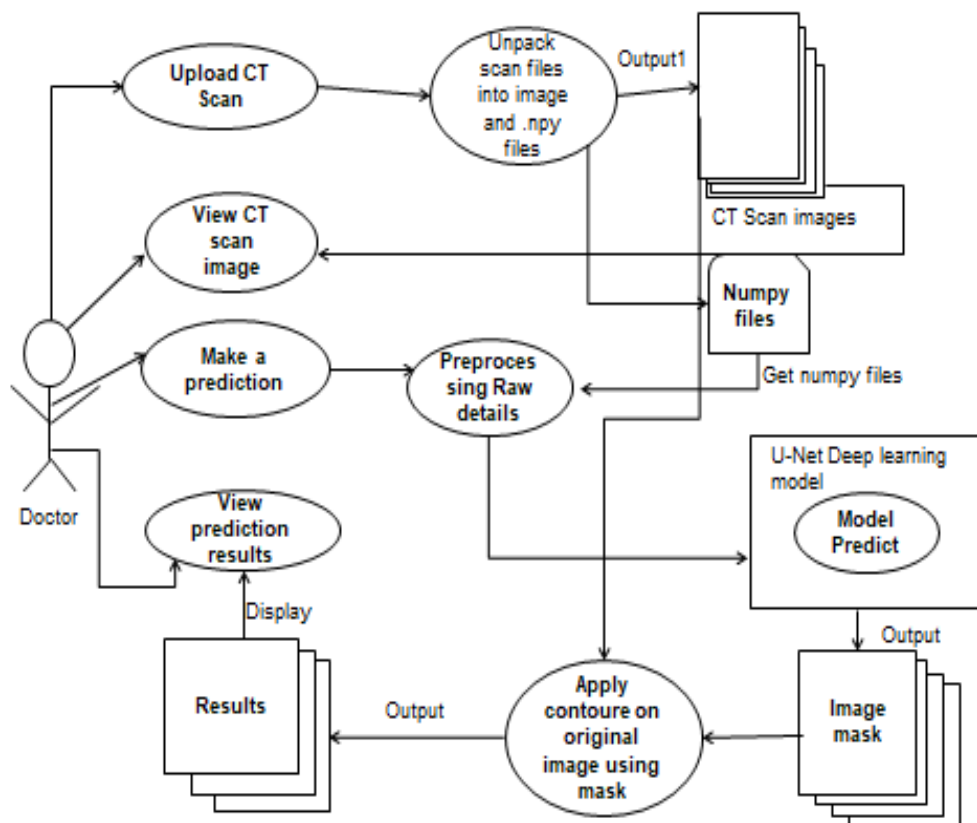 Upload CT
Scan
Unpack
scan files
into image
and .npy
files
Output1
CT Scan images
View CT
scan
image
Numpy
files
Make a
prediction
Preproces
sing Raw
details
Get numpy files
U-Net Deep learning
model
Model
Predict
Doctor
View
prediction
results
Display
Output
Results
Output
Apply
contoure on
original
image using
mask
Image
mask